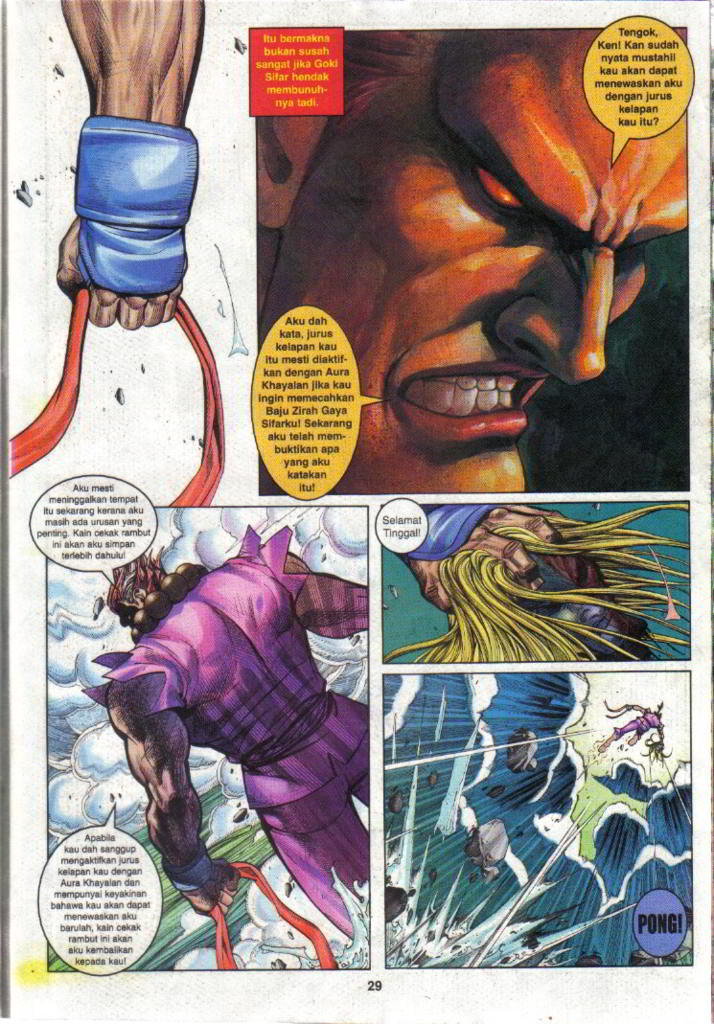 Itu bermakna
bukan susah
sangat jika Goki
Sifar hendak
membunuh-
nya tadi.
Tengok,
Ken! Kan sudah
nyata mustahil
kau akan dapat
menewaskan aku
dengan jurus
kelapan
kau itu?
Aku dah
kata, jurus
kelapan kau
itu mesti diaktif-
kan dengan Aura
Khayalan jika kau
ingin memecahkan
Baju Zirah Gaya
Sifarku! Sekarang
aku telah mem-
buktikan apa
yang aku
katakan
itu!
Aku mesti
meninggalkan tempat
itu sekarang kerana aku
masih ada urusan yang
penting. Kain cekak rambut
ini akan aku simpan
terlebih dahulu!
Apabila
kau dah sanggup
mengaktifkan jurus
kelapan kau dengan
Aura Khayalan dan
mempunyai keyakinan
bahawa kau akan dapat
menewaskan aku
barulah, kain cekak
rambut ini akan
aku kembalikan
kepada kau!
Selamat
Tinggal!
PONG!
29